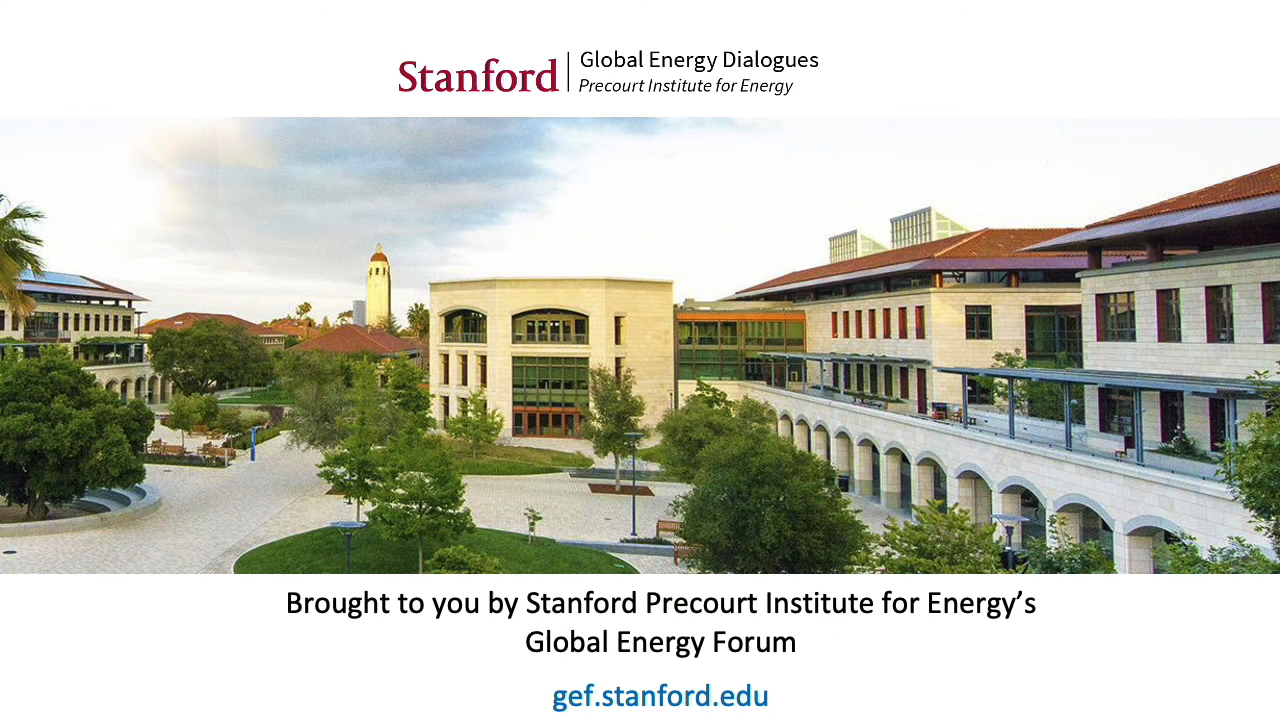 Stanford
Global Energy Dialogues
Precourt Institute for Energy
Brought to you by Stanford Precourt Institute for Energy’s
Global Energy Forum
gef.stanford.edu